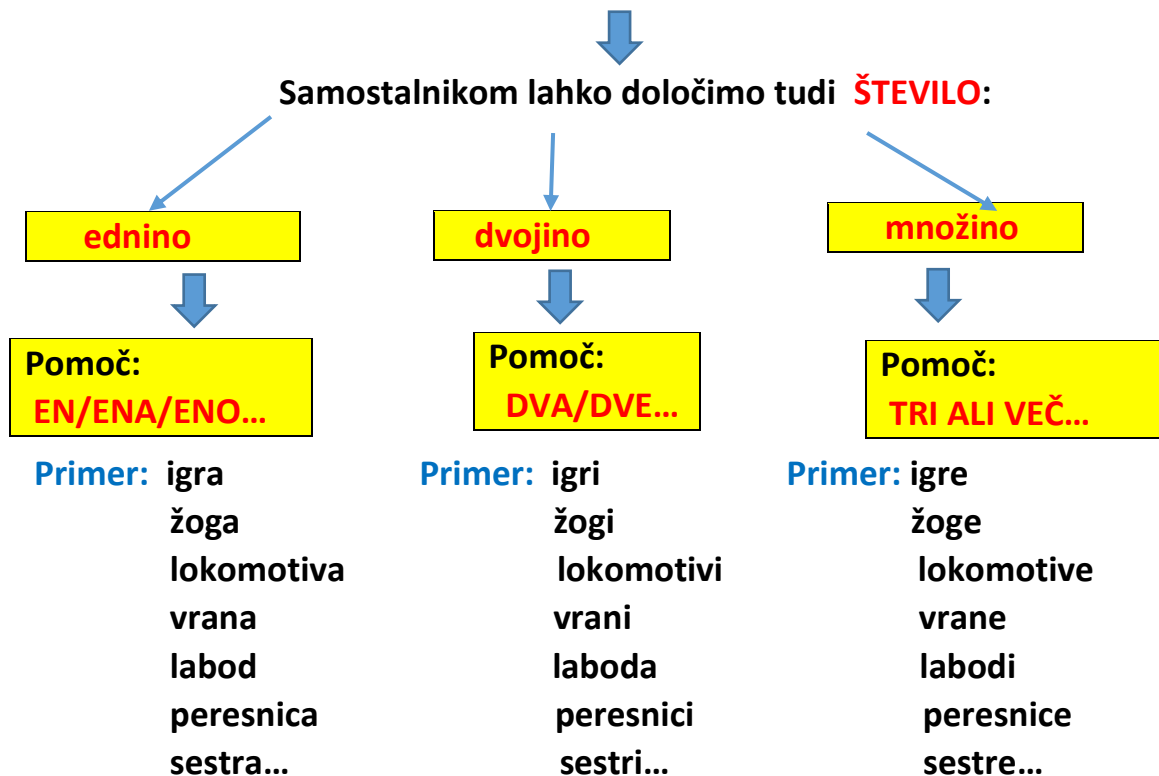 Samostalnikom lahko določimo tudi ŠTEVILO:
ednino
dvojino
množino
Pomoč:
EN/ENA/ENO...
Pomoč:
DVA/DVE...
Pomoč:
TRI ALI VEČ...
Primer: igra
žoga
lokomotiva
vrana
labod
peresnica
sestra...
Primer: igri
žogi
lokomotivi
vrani
laboda
peresnici
sestri...
Primer: igre
žoge
lokomotive
vrane
labodi
peresnice
sestre...